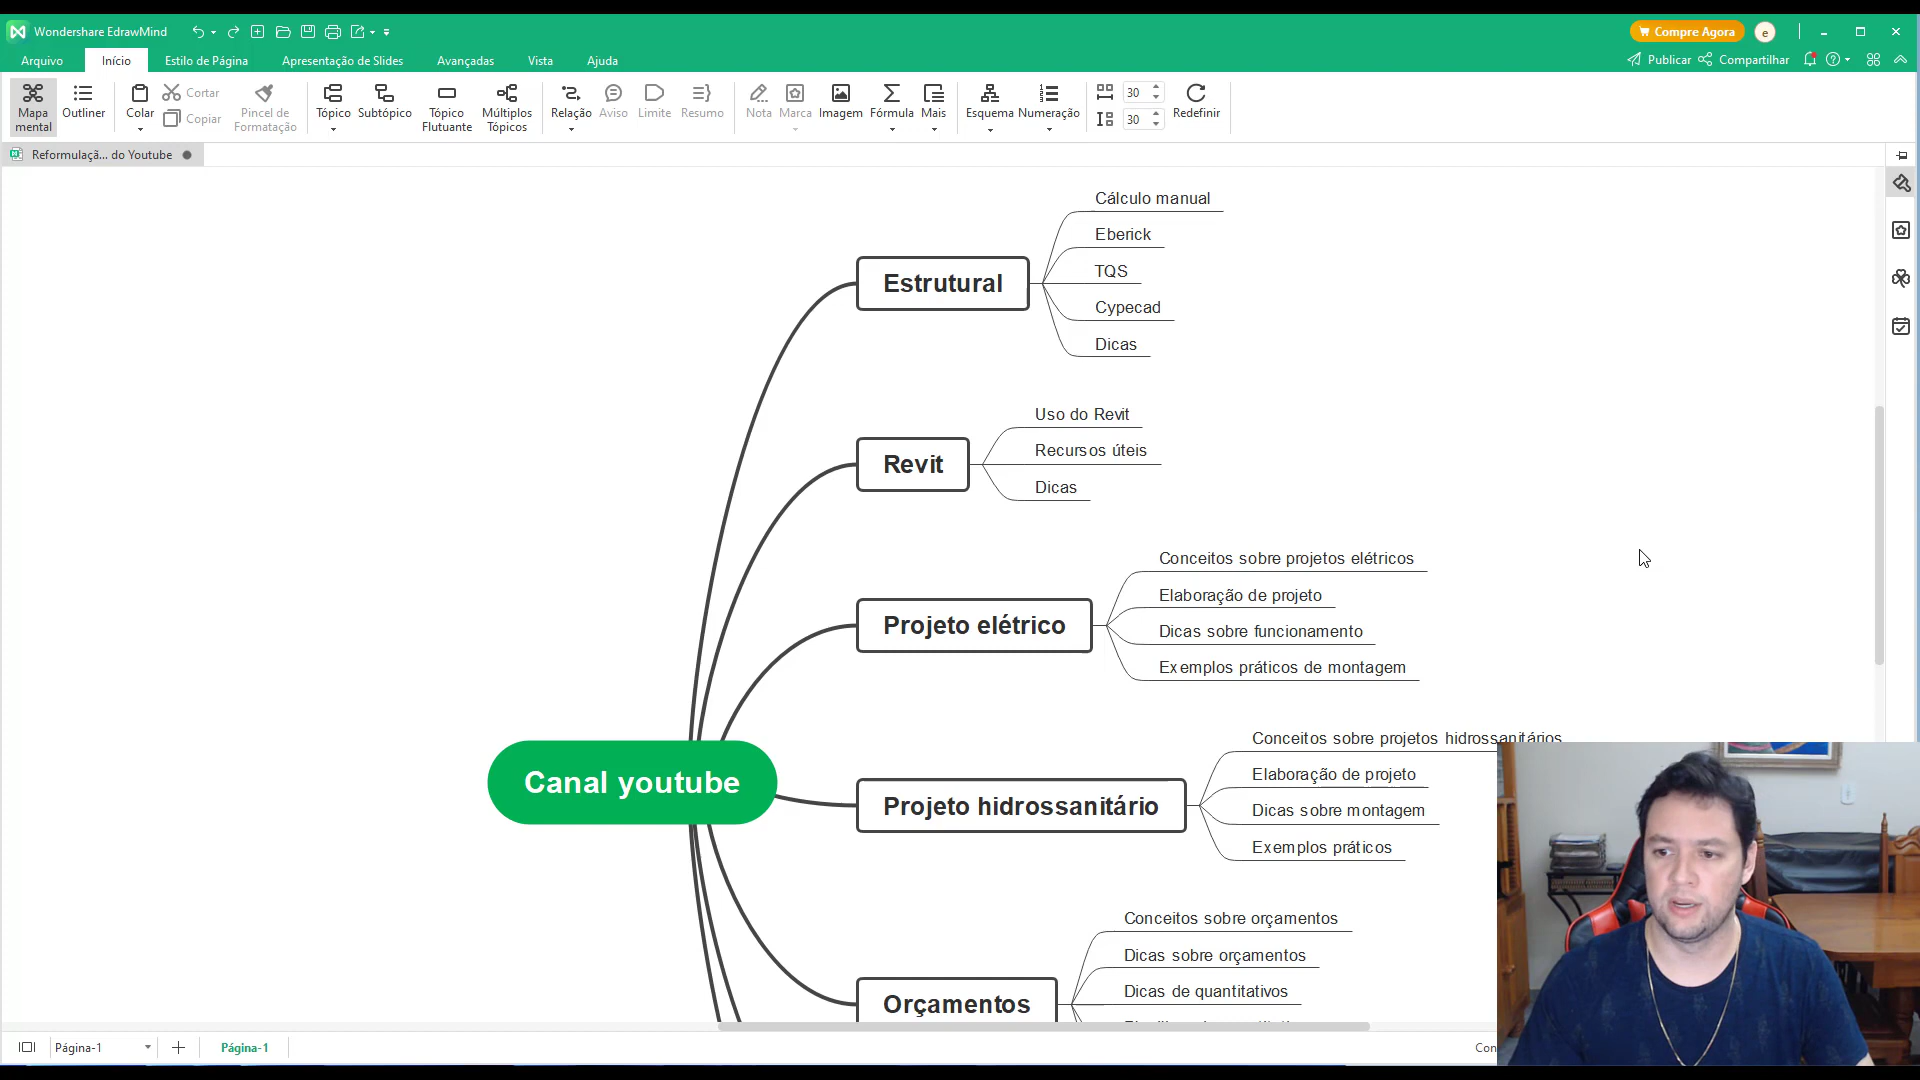 Wondershare EdrawMind
Compre Agora
e
Arquivo
Início
Estilo de Página
Apresentação de Slides
Avançadas
Vista
Ajuda
Publicar
Compartilhar
Mapa mental
Outliner
Colar
Cortar
Copiar
Pincel de Formatação
Tópico
Subtópico
Tópico Flutuante
Múltiplos Tópicos
Relação
Aviso
Limite
Resumo
Nota
Marca
Imagem
Fórmula
Mais
Esquema
Numeração
30
30
Redefinir
Reformulaçã... do Youtube
Cálculo manual
Eberick
Estrutural
TQS
Cypecad
Dicas
Uso do Revit
Revit
Recursos úteis
Dicas
Conceitos sobre projetos elétricos
Elaboração de projeto
Projeto elétrico
Dicas sobre funcionamento
Exemplos práticos de montagem
Conceitos sobre projetos hidrossanitários
Elaboração de projeto
Canal youtube
Projeto hidrossanitário
Dicas sobre montagem
Exemplos práticos
Conceitos sobre orçamentos
Dicas sobre orçamentos
Dicas de quantitativos
Orçamentos
Página-1
Página-1
Con